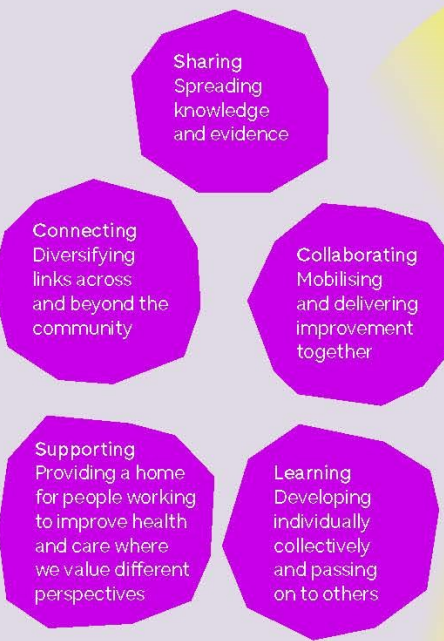 Sharing
Spreading
knowledge
and evidence
Connecting
Diversifying
links across
and beyond the
community
Collaborating
Mobilising
and delivering
improvement
together
Supporting
Providing a home
for people working
to improve health
and care where
we value different
perspectives
Learning
Developing
individually
collectively
and passing
on to others